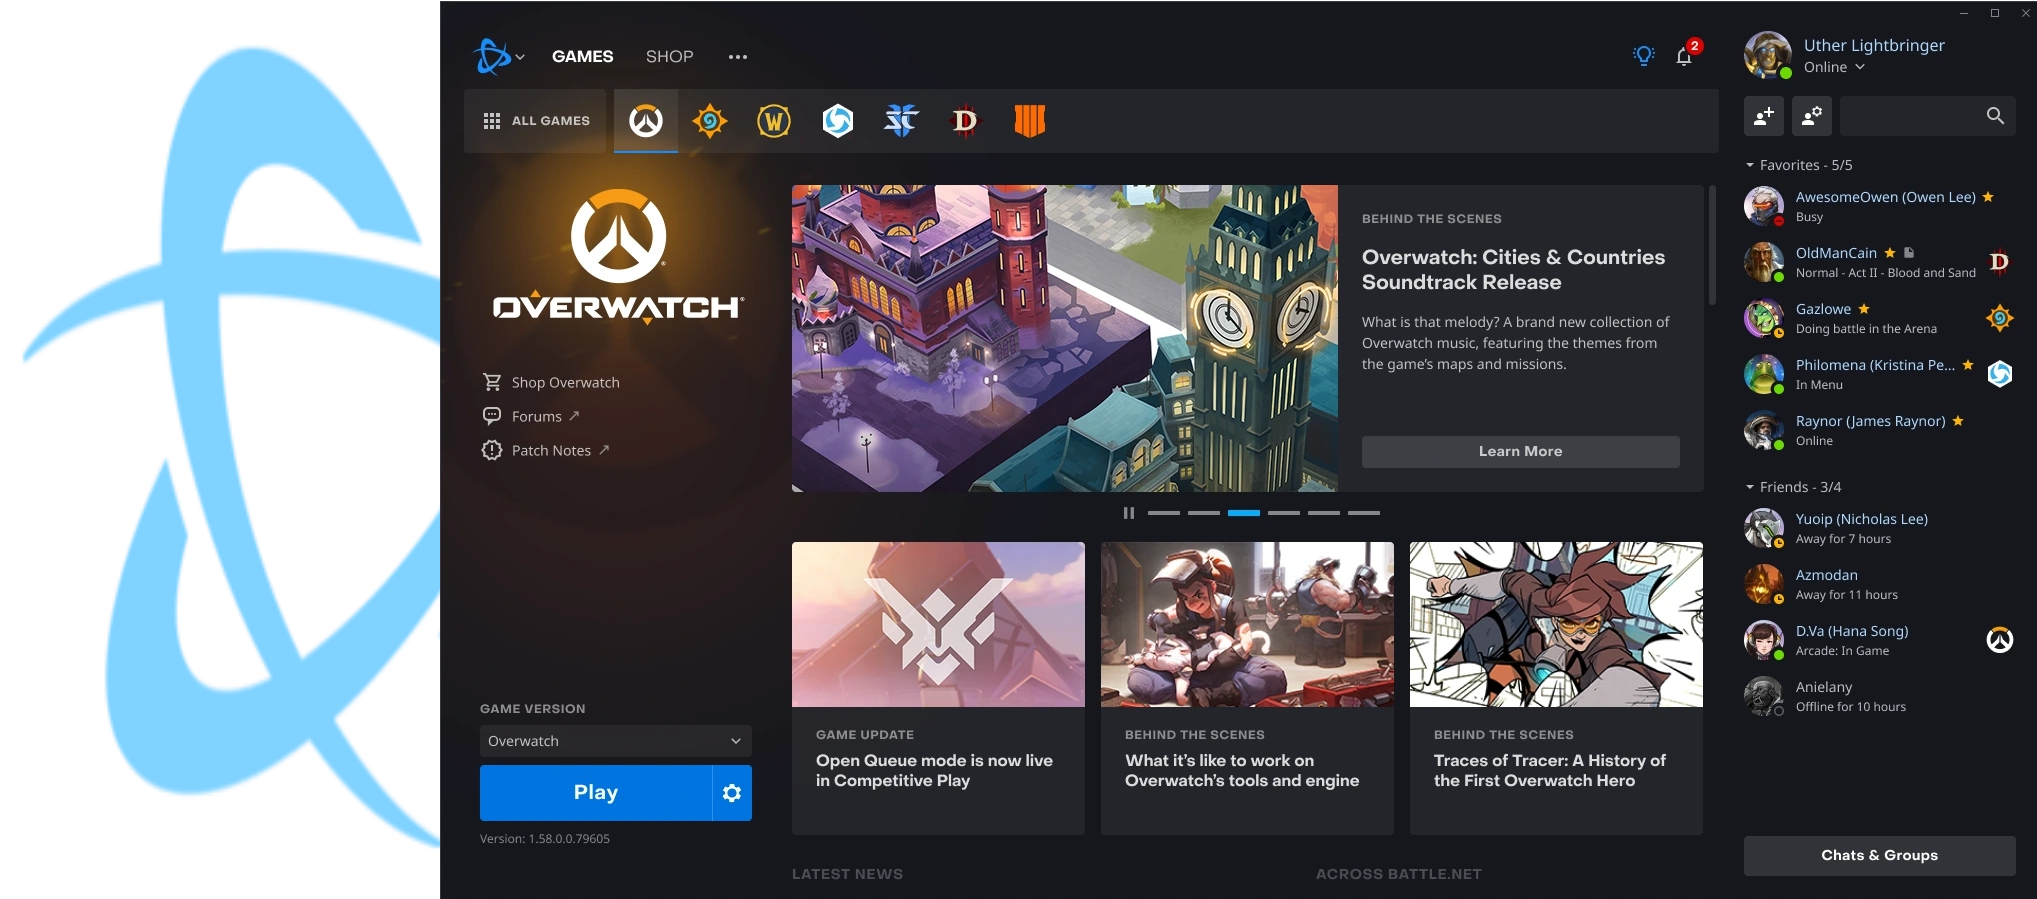 GAMES
SHOP
2
ALL GAMES
OVERWATCH
Shop Overwatch
Forums
Patch Notes
GAME VERSION
Overwatch
Play
Version: 1.58.0.0.79605
BEHIND THE SCENES
Overwatch: Cities & Countries
Soundtrack Release
What is that melody? A brand new collection of
Overwatch music, featuring the themes from
the game’s maps and missions.
Learn More
GAME UPDATE
Open Queue mode is now live
in Competitive Play
BEHIND THE SCENES
What it’s like to work on
Overwatch’s tools and engine
BEHIND THE SCENES
Traces of Tracer: A History of
the First Overwatch Hero
LATEST NEWS
ACROSS BATTLE.NET
Uther Lightbringer
Online
Favorites - 5/5
AwesomeOwen (Owen Lee)
Busy
OldManCain
Normal - Act II - Blood and Sand
Gazlowe
Doing battle in the Arena
Philomena (Kristina Pe...
In Menu
Raynor (James Raynor)
Online
Friends - 3/4
Yuoip (Nicholas Lee)
Away for 7 hours
Azmodan
Away for 11 hours
D.Va (Hana Song)
Arcade: In Game
Anielany
Offline for 10 hours
Chats & Groups